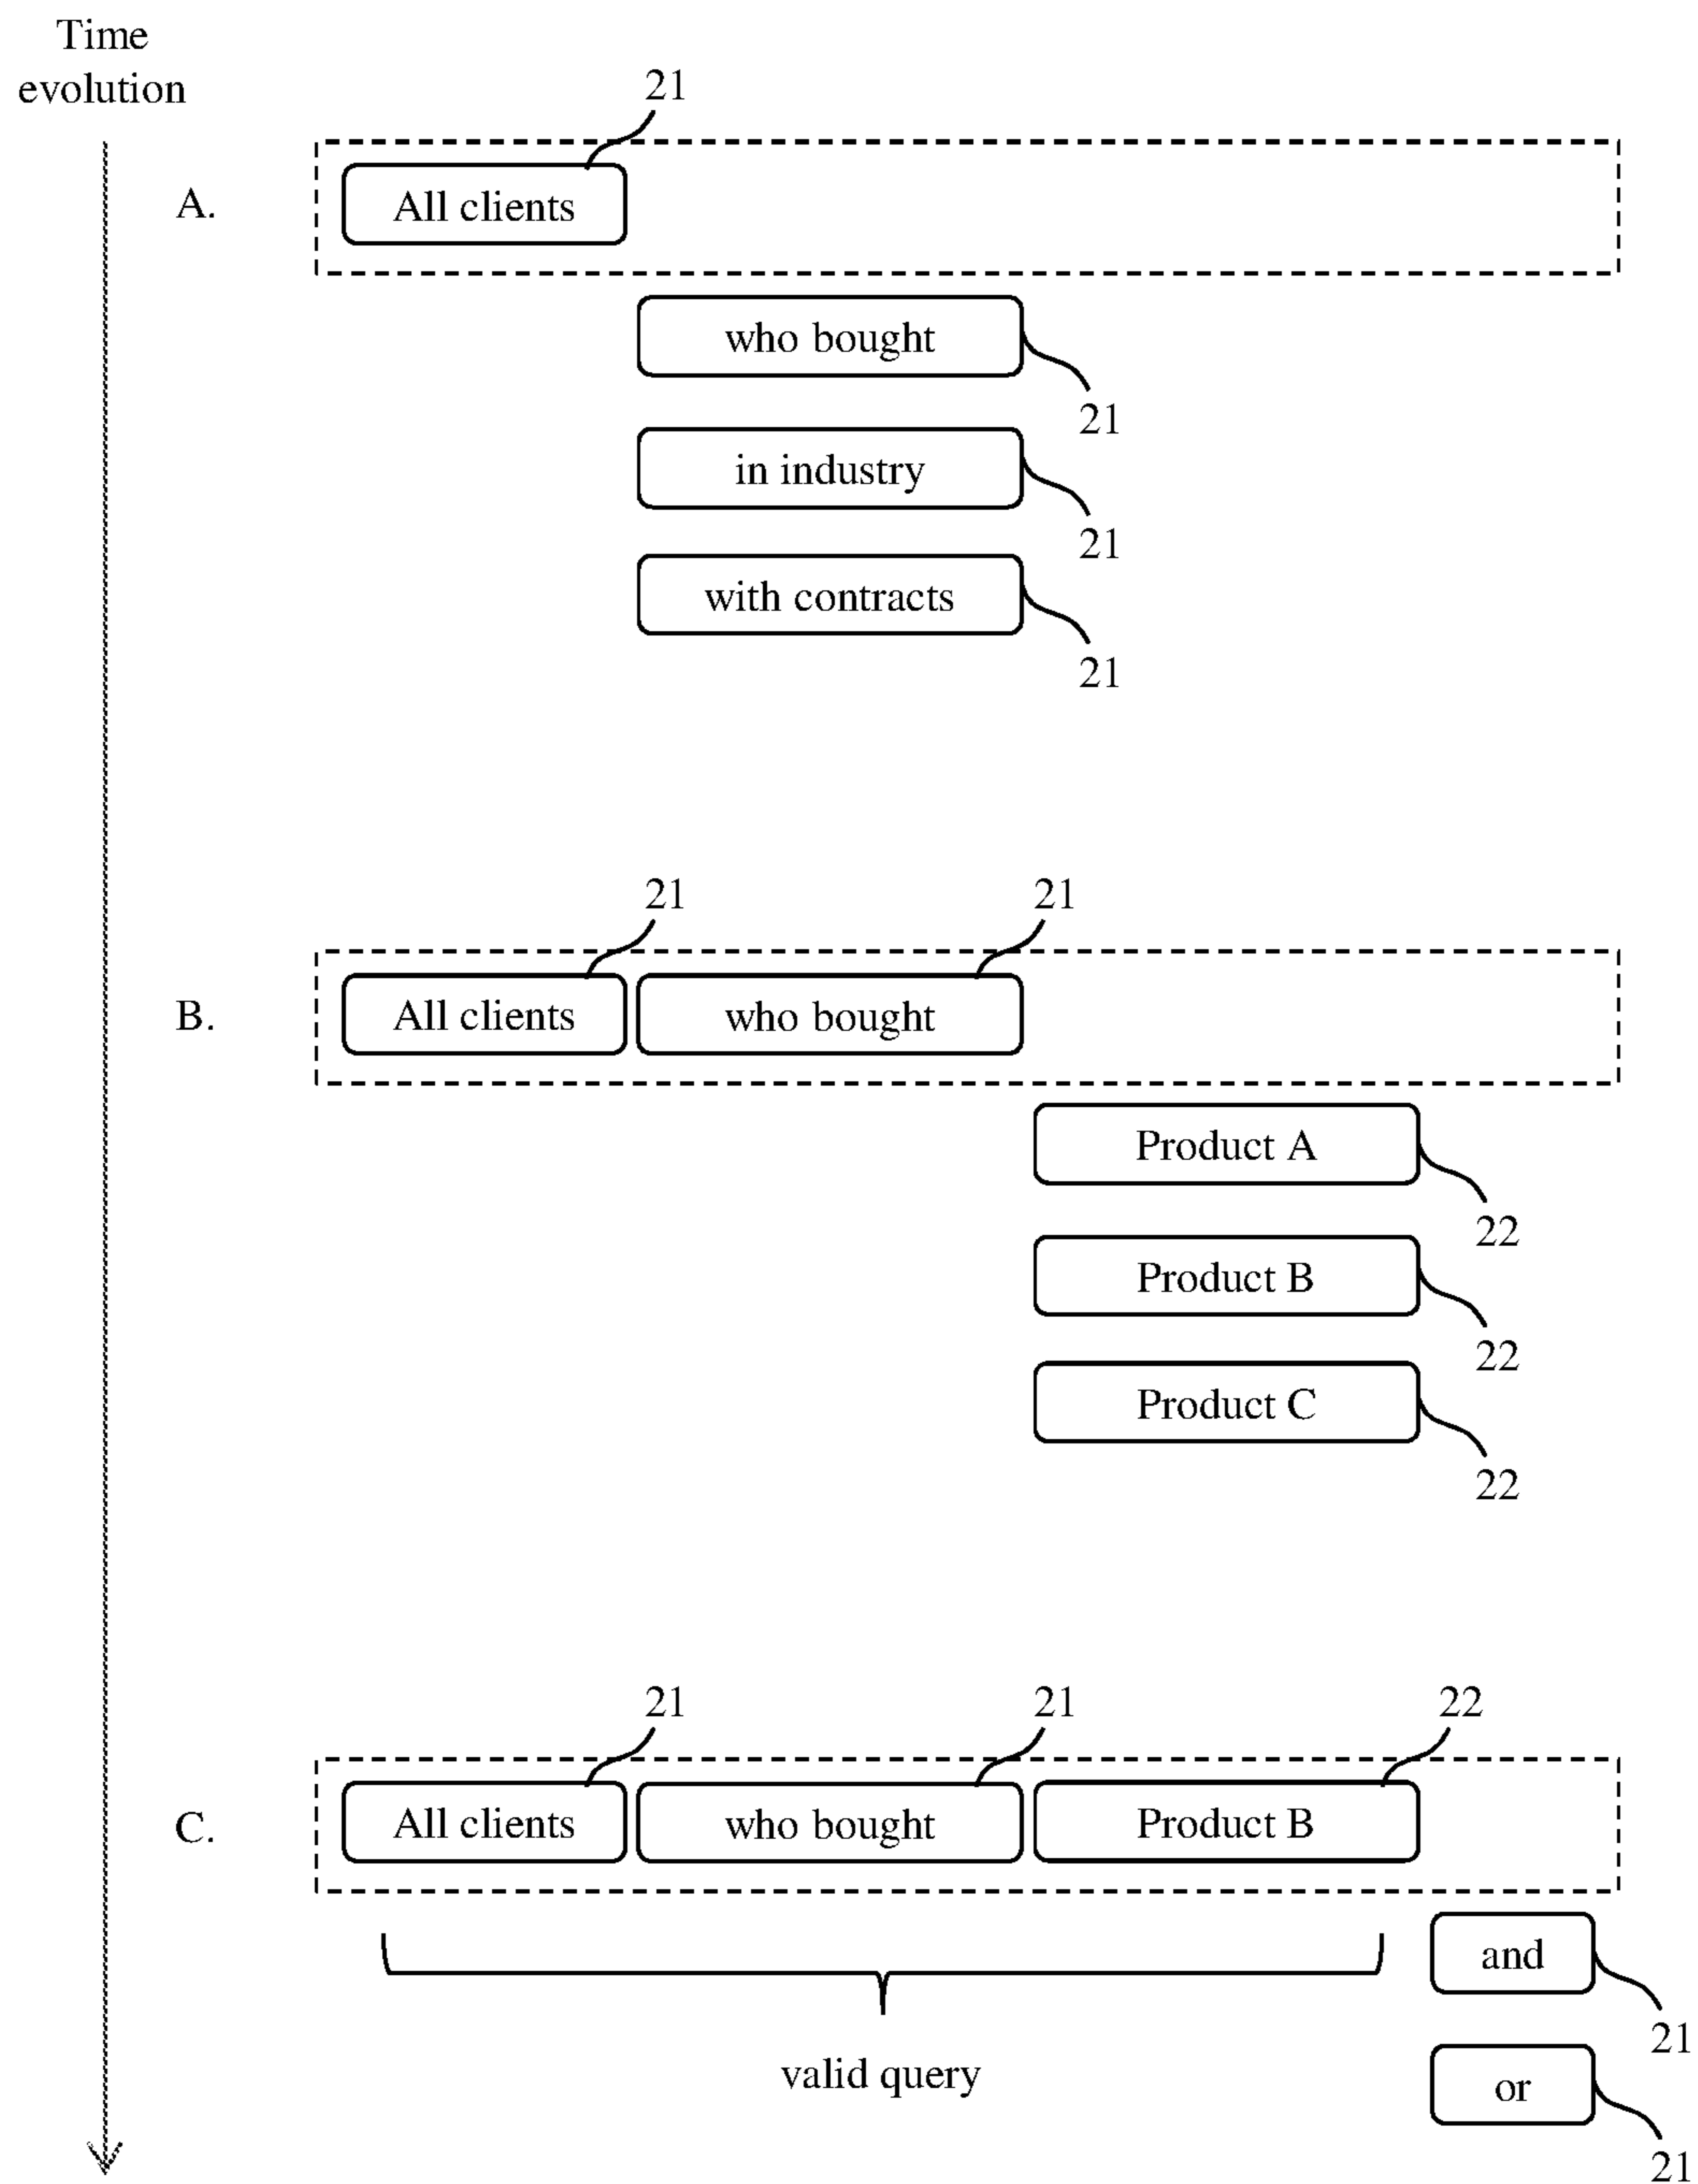 Time
evolution
21
A.
All clients
who bought
21
in industry
21
with contracts
21
21
21
B.
All clients
who bought
Product A
22
Product B
22
Product C
22
21
21
22
C.
All clients
who bought
Product B
and
21
valid query
or
21